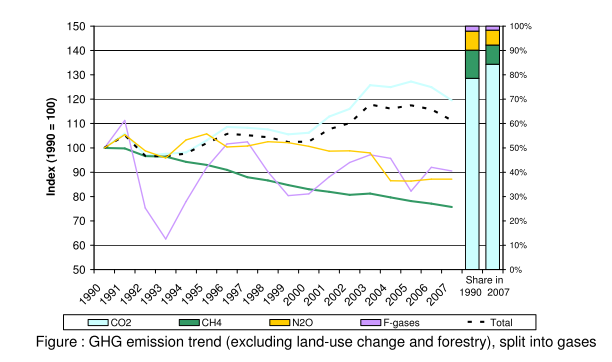 150 100%
140 90%
130 80%
120 70%
110 60%
100 50%
90 40%
80 30%
70 20%
60 10%
50 0%
Index (1990 = 100)
1990 1991 1992 1993 1994 1995 1996 1997 1998 1999 2000 2001 2002 2003 2004 2005 2006 2007
Share in
1990 2007
CO2 CH4 N2O F-gases Total
Figure : GHG emission trend (excluding land-use change and forestry), split into gases